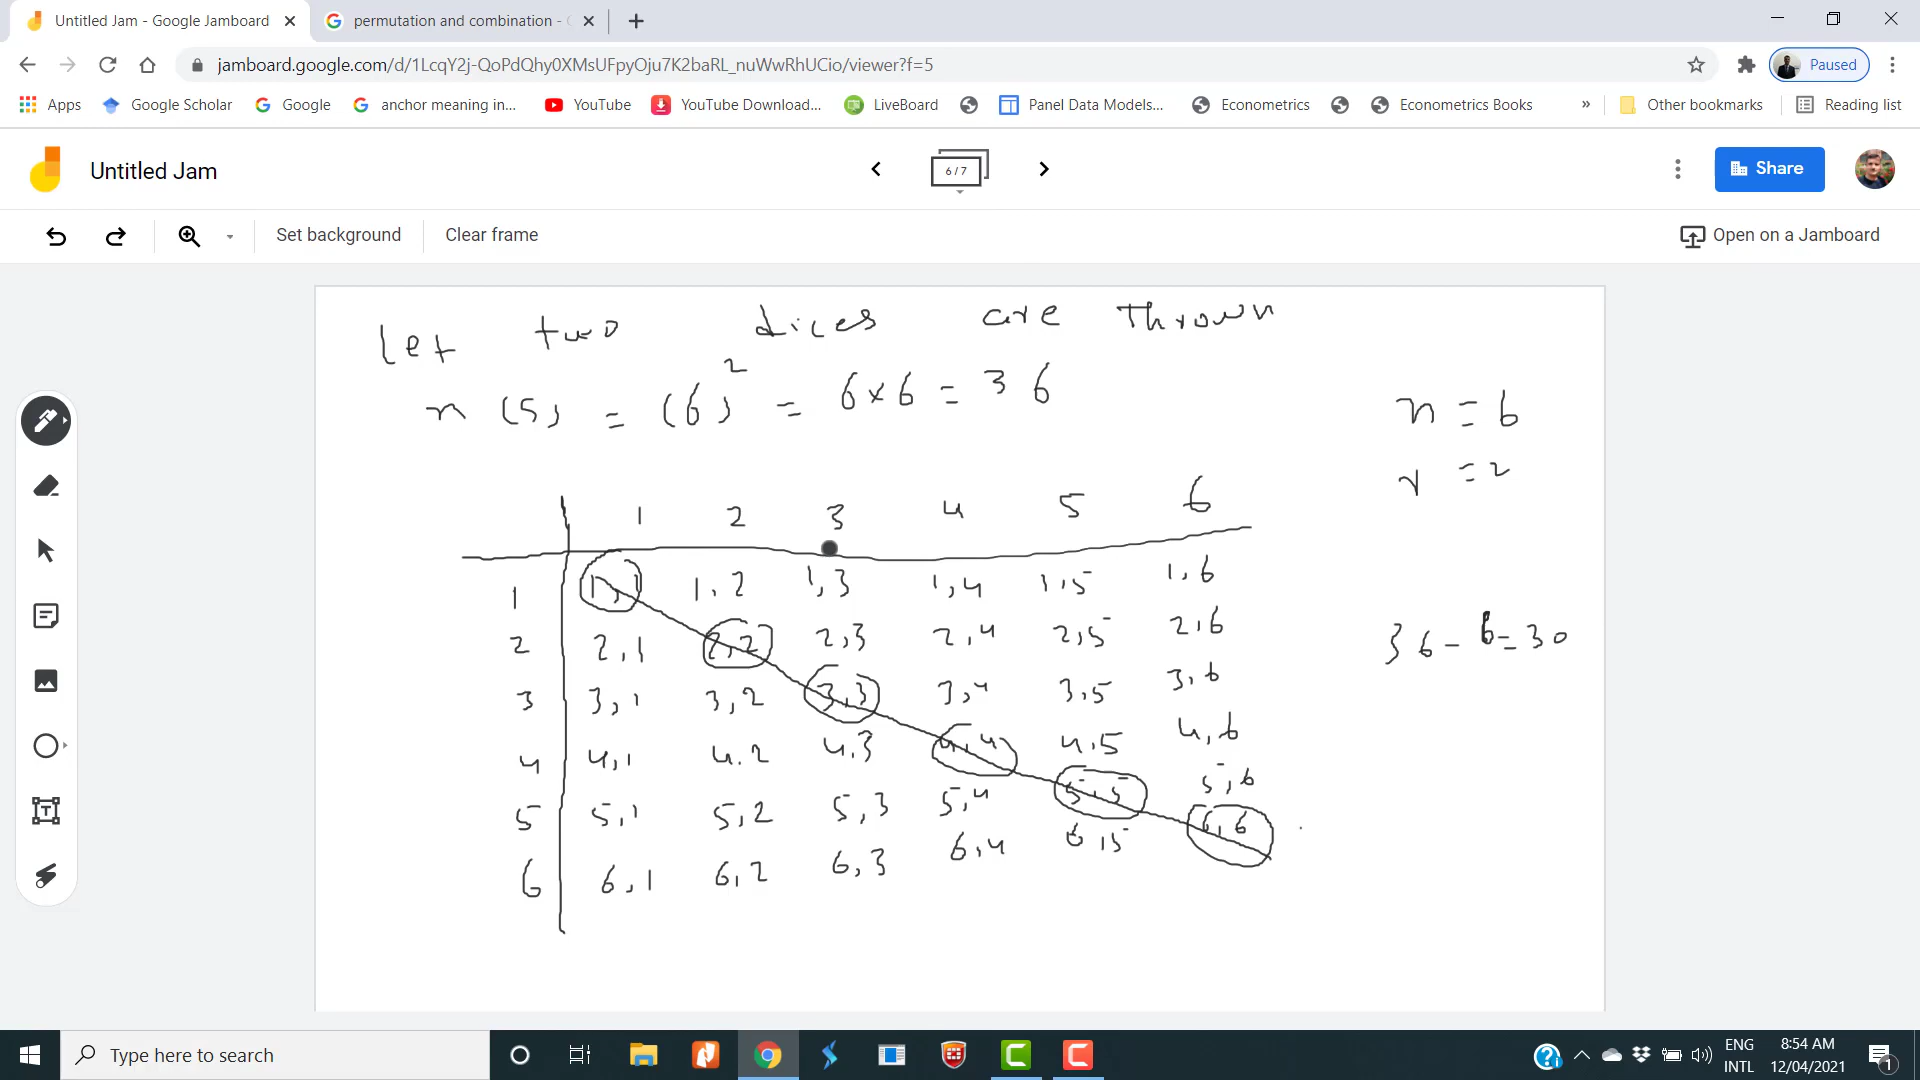 Untitled Jam - Google Jamboard
permutation and combination -
jamboard.google.com/d/1LcqY2j-QoPdQhy0XMsUFpyOju7K2baRL_nuWwRhUCio/viewer?f=5
Paused
Apps Google Scholar Google anchor meaning in... YouTube YouTube Download... LiveBoard Panel Data Models... Econometrics Econometrics Books » Other bookmarks Reading list
Untitled Jam
6 / 7
Share
Set background Clear frame
Open on a Jamboard
Let two dices are thrown
n (S) = (6)² = 6×6 = 36
n = 6
r = 2
1 2 3 4 5 6
1 1,1 1,2 1,3 1,4 1,5 1,6
2 2,1 2,2 2,3 2,4 2,5 2,6
3 3,1 3,2 3,3 3,4 3,5 3,6
4 4,1 4.2 4,3 4,4 4,5 4,6
5 5,1 5,2 5,3 5,4 5,5 5,6
6 6,1 6,2 6,3 6,4 6,5 6,6
36 - 6 = 30
Type here to search
ENG
INTL
8:54 AM
12/04/2021
1